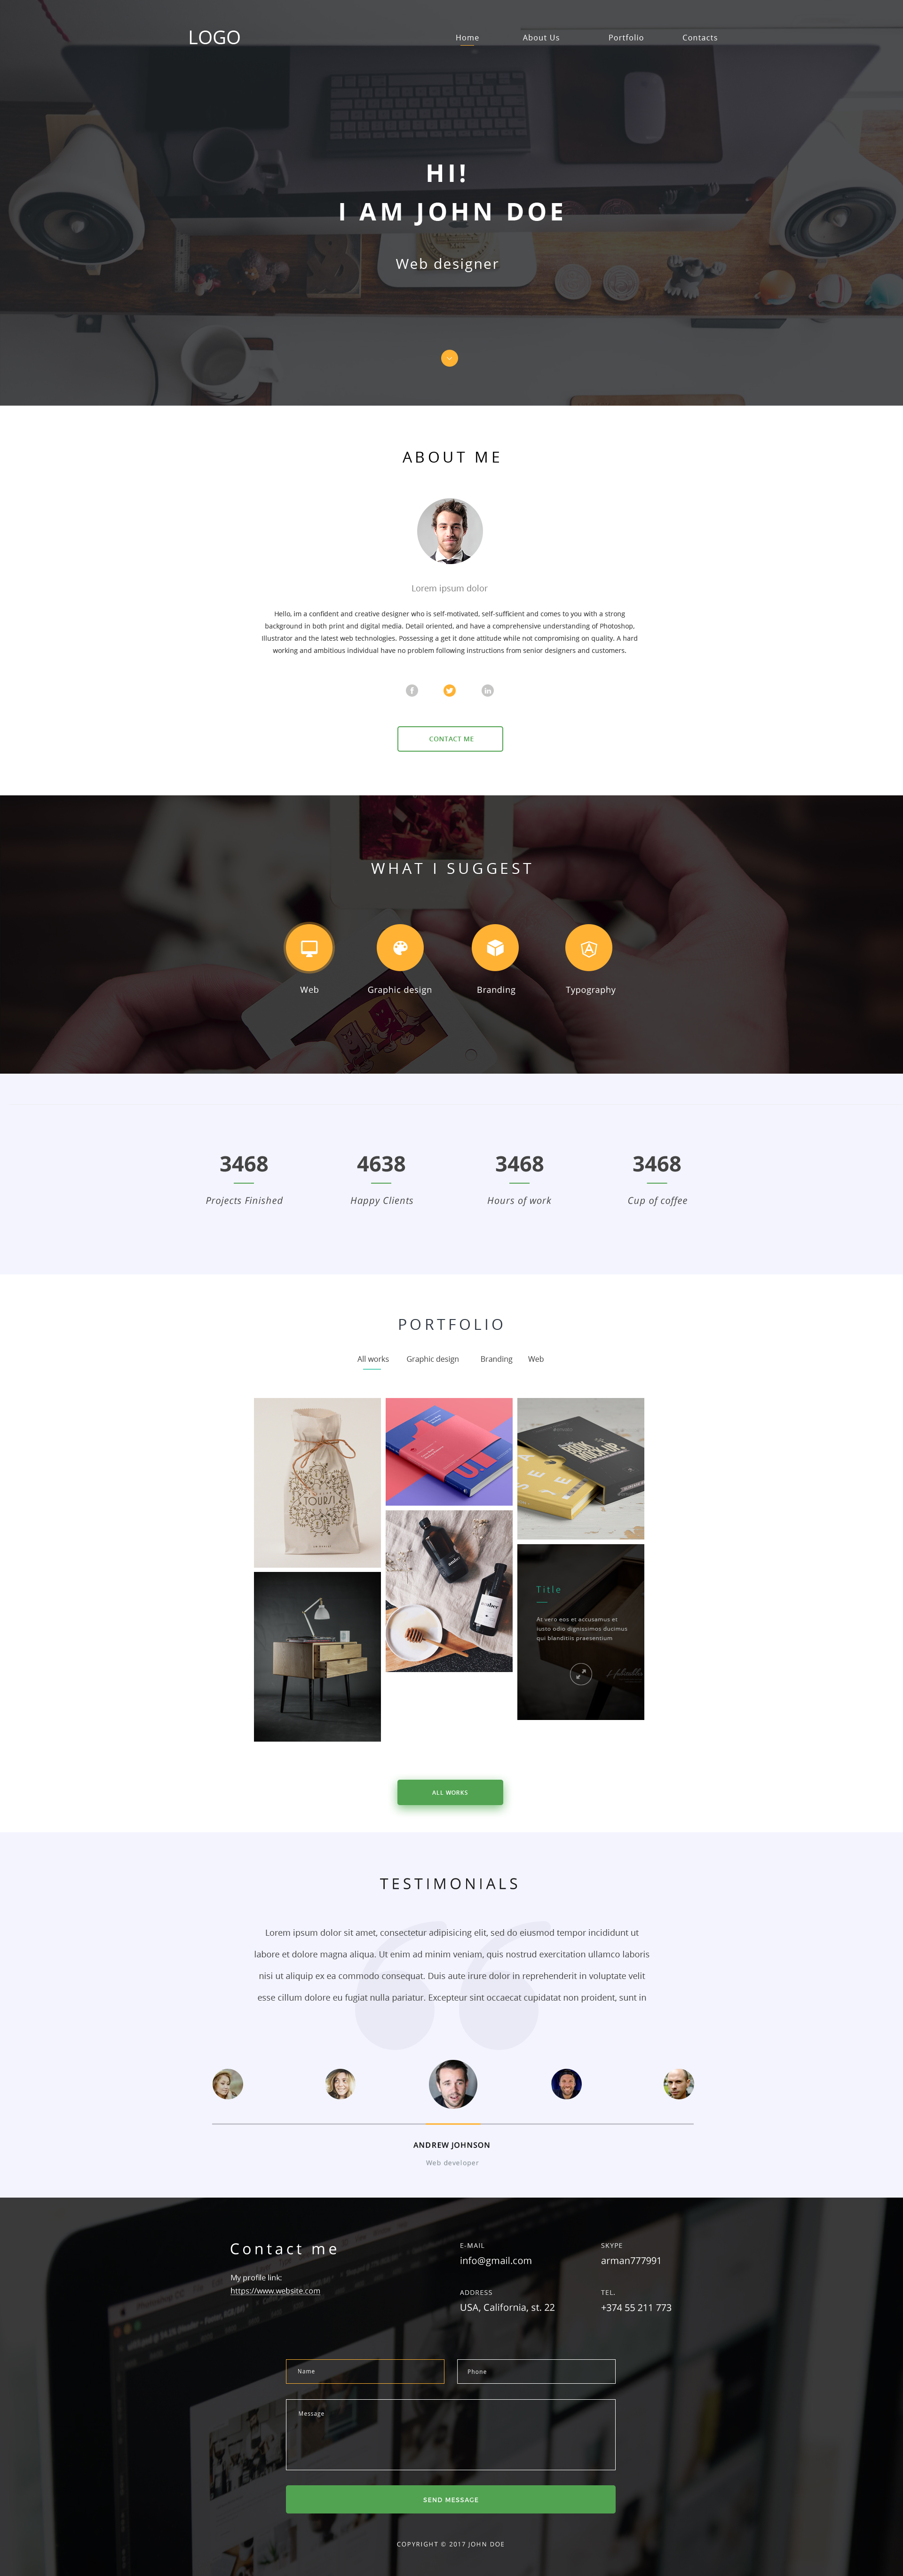 LOGO
Home About Us Portfolio Contacts
HI!
I AM JOHN DOE
Web designer
ABOUT ME
Lorem ipsum dolor
Hello, im a confident and creative designer who is self-motivated, self-sufficient and comes to you with a strong
background in both print and digital media. Detail oriented, and have a comprehensive understanding of Photoshop,
Illustrator and the latest web technologies. Possessing a get it done attitude while not compromising on quality. A hard
working and ambitious individual have no problem following instructions from senior designers and customers.
CONTACT ME
WHAT I SUGGEST
Web Graphic design Branding Typography
3468 4638 3468 3468
Projects Finished Happy Clients Hours of work Cup of coffee
PORTFOLIO
All works Graphic design Branding Web
TOURS!
BOOK
MOCK UP
Title
At vero eos et accusamus et
iusto odio dignissimos ducimus
qui blanditiis praesentium
ALL WORKS
TESTIMONIALS
Lorem ipsum dolor sit amet, consectetur adipisicing elit, sed do eiusmod tempor incididunt ut
labore et dolore magna aliqua. Ut enim ad minim veniam, quis nostrud exercitation ullamco laboris
nisi ut aliquip ex ea commodo consequat. Duis aute irure dolor in reprehenderit in voluptate velit
esse cillum dolore eu fugiat nulla pariatur. Excepteur sint occaecat cupidatat non proident, sunt in
ANDREW JOHNSON
Web developer
Contact me
My profile link:
https://www.website.com
E-MAIL
info@gmail.com
SKYPE
arman777991
ADDRESS
USA, California, st. 22
TEL.
+374 55 211 773
Name
Phone
Message
SEND MESSAGE
COPYRIGHT © 2017 JOHN DOE